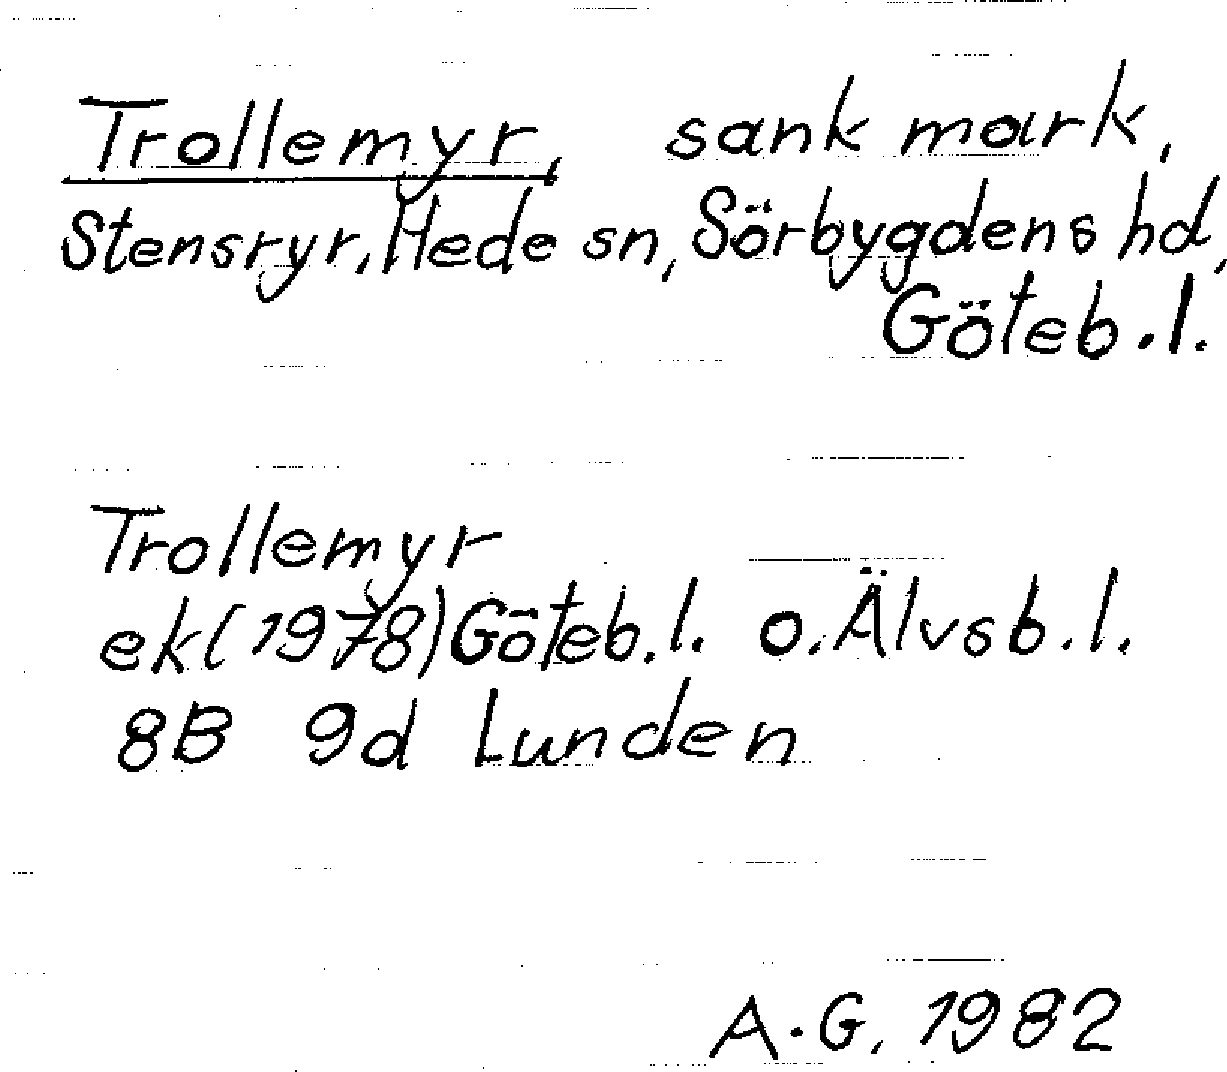 Trollemyr, sank mark,
Stensryr, Hede sn, Sörbygdens hd,
Göteb.l.
Trollemyr
ek(1978)Göteb.l. o.Älvsb.l.
8B 9d Lunden
A.G. 1982